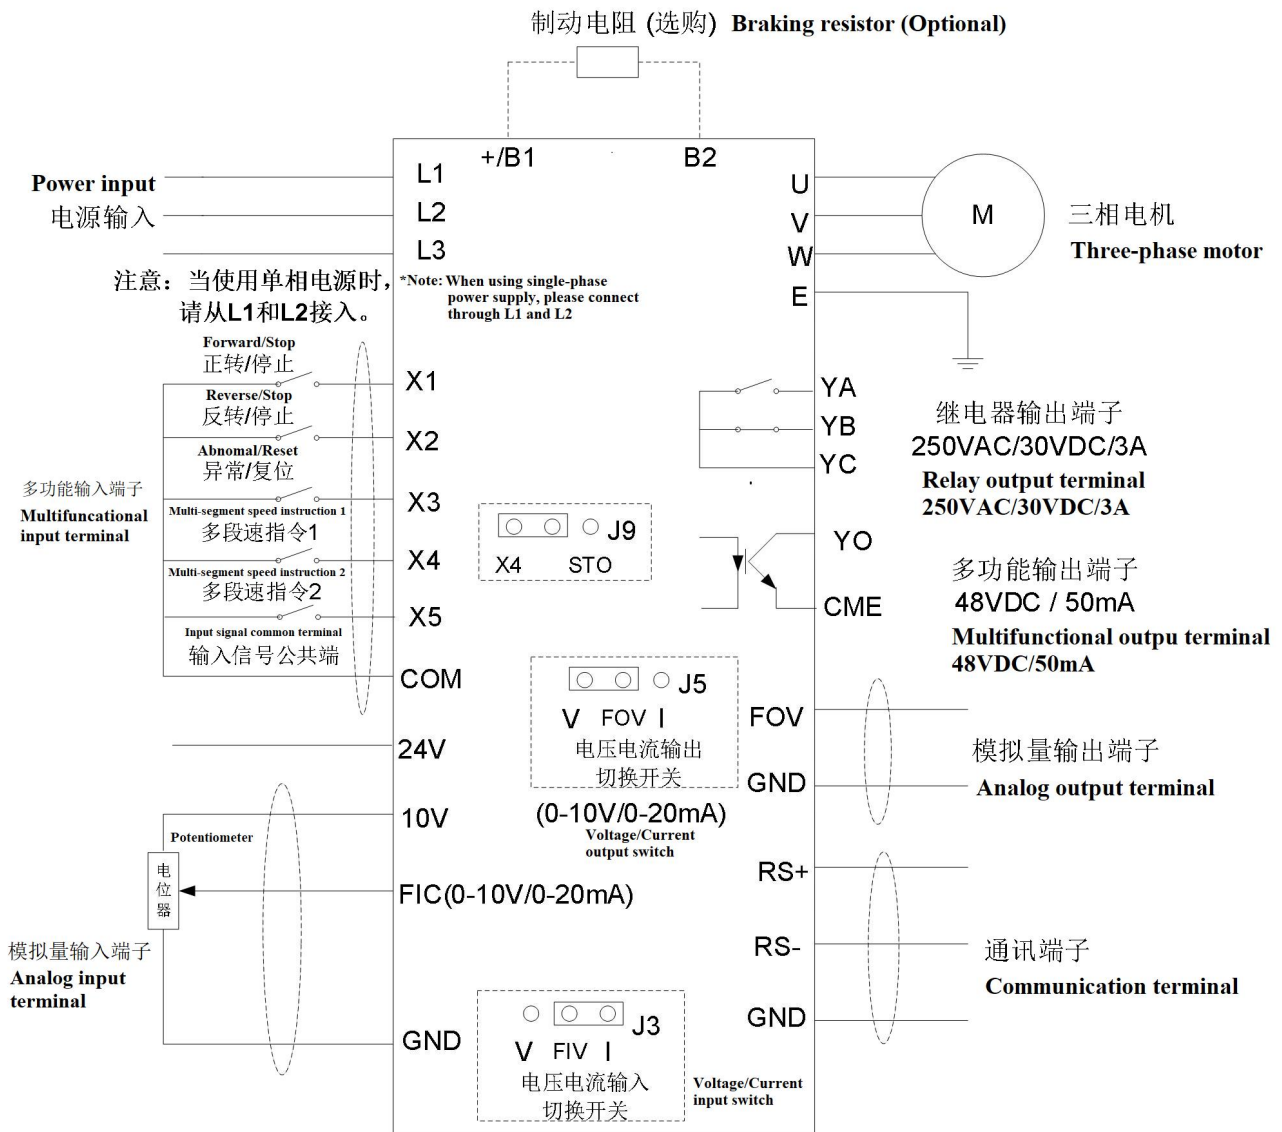 制动电阻 (选购) Braking resistor (Optional)
+/B1
B2
Power input
电源输入
L1
L2
L3
注意：当使用单相电源时，
请从L1和L2接入。
*Note: When using single-phase
power supply, please connect
through L1 and L2
U
V
W
E
M
三相电机
Three-phase motor
Forward/Stop
正转/停止
X1
Reverse/Stop
反转/停止
X2
Abnomal/Reset
异常/复位
X3
Multi-segment speed instruction 1
多段速指令1
X4
Multi-segment speed instruction 2
多段速指令2
X5
Input signal common terminal
输入信号公共端
COM
多功能输入端子
Multifuncational
input terminal
J9
X4
STO
YA
YB
YC
继电器输出端子
250VAC/30VDC/3A
Relay output terminal
250VAC/30VDC/3A
YO
CME
多功能输出端子
48VDC / 50mA
Multifunctional outpu terminal
48VDC/50mA
J5
V FOV I
电压电流输出
切换开关
(0-10V/0-20mA)
Voltage/Current
output switch
FOV
GND
模拟量输出端子
Analog output terminal
24V
10V
Potentiometer
电位器
FIC(0-10V/0-20mA)
模拟量输入端子
Analog input
terminal
GND
RS+
RS-
GND
通讯端子
Communication terminal
J3
V FIV I
电压电流输入
切换开关
Voltage/Current
input switch